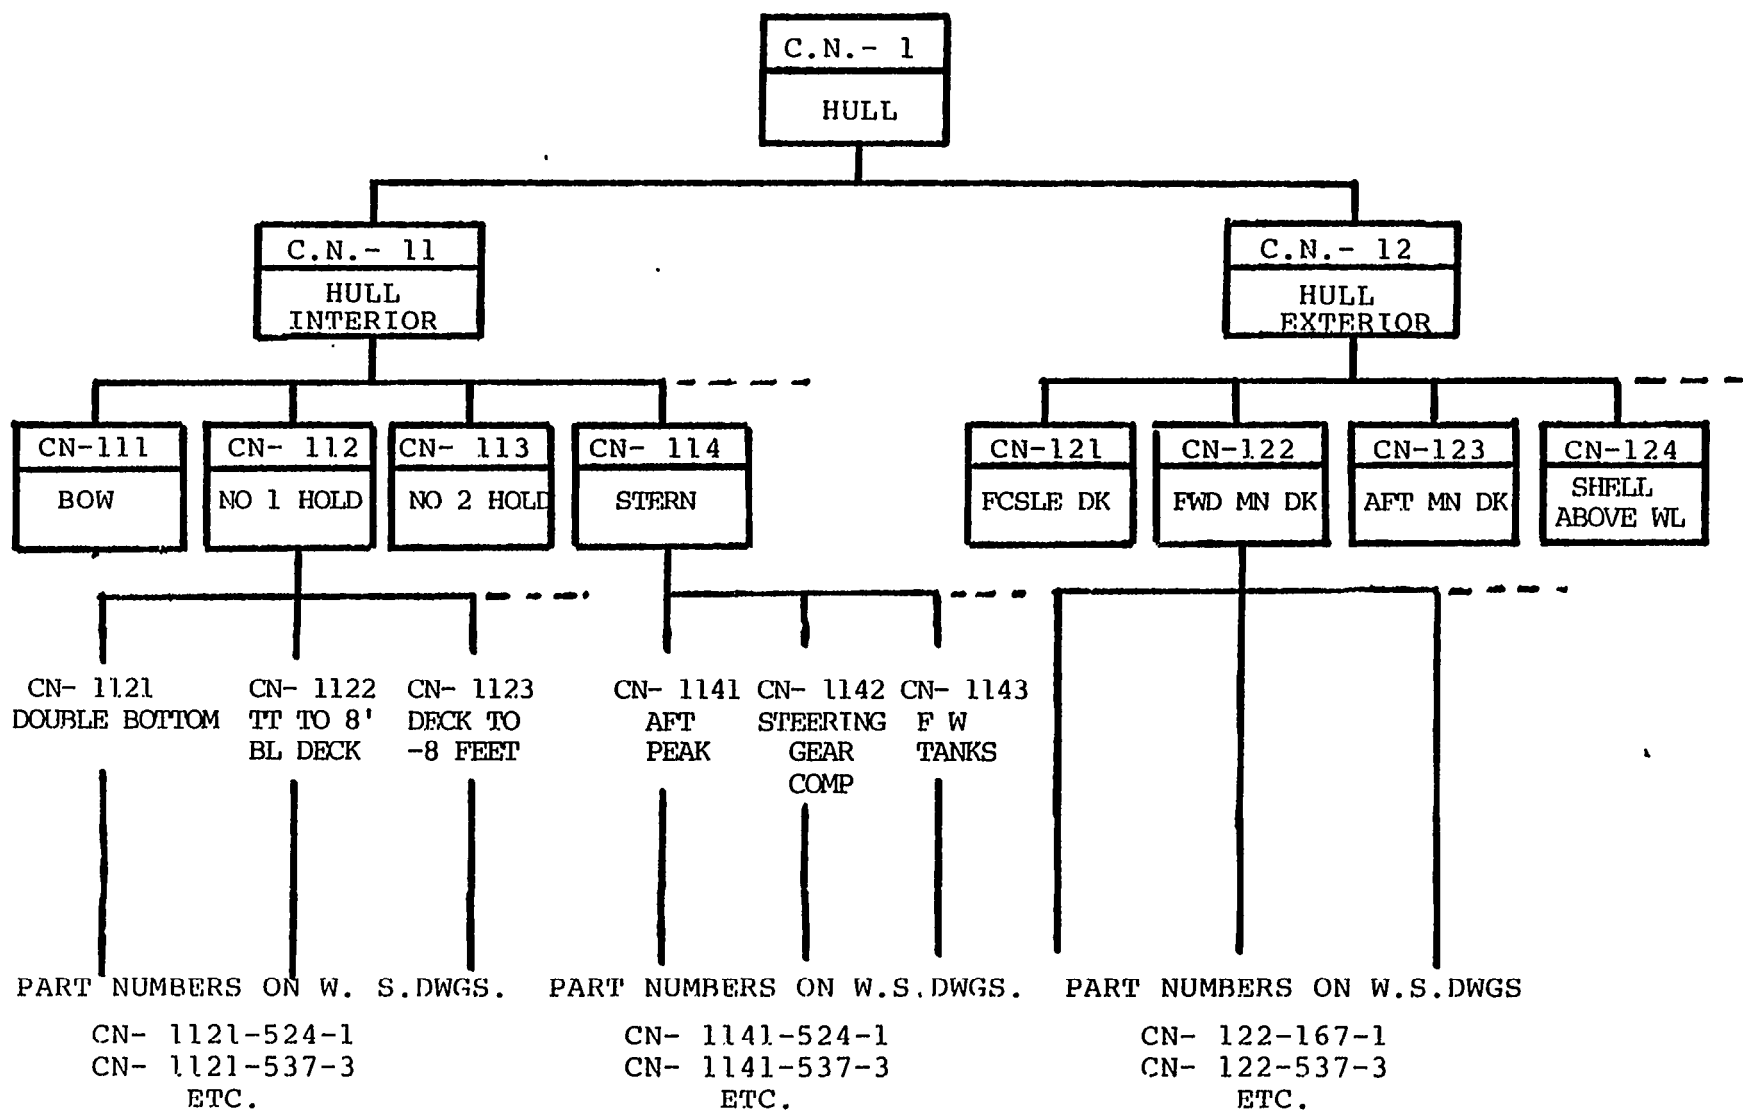 C.N.- 1
HULL
C.N.- 11
HULL
INTERIOR
C.N.- 12
HULL
EXTERIOR
CN-111
BOW
CN- 112
NO 1 HOLD
CN- 113
NO 2 HOLD
CN- 114
STERN
CN-121
FCSLE DK
CN-122
FWD MN DK
CN-123
AFT MN DK
CN-124
SHELL
ABOVE WL
CN- 1121
DOUBLE BOTTOM
CN- 1122
TT TO 8'
BL DECK
CN- 1123
DECK TO
-8 FEET
CN- 1141
AFT
PEAK
CN- 1142
STEERING
GEAR
COMP
CN- 1143
F W
TANKS
PART NUMBERS ON W. S.DWGS.
CN- 1121-524-1
CN- 1121-537-3
ETC.
PART NUMBERS ON W.S.DWGS.
CN- 1141-524-1
CN- 1141-537-3
ETC.
PART NUMBERS ON W.S.DWGS
CN- 122-167-1
CN- 122-537-3
ETC.